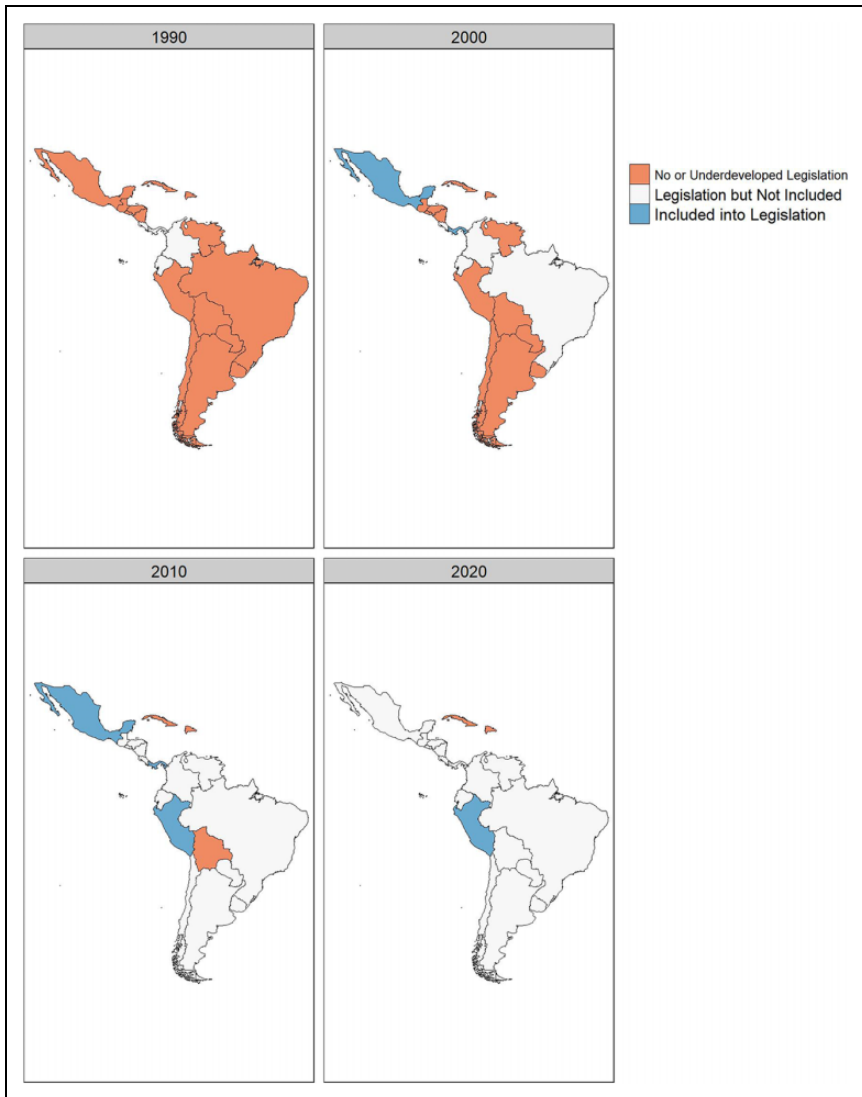 1990
2000
No or Underdeveloped Legislation
Legislation but Not Included
Included into Legislation
2010
2020